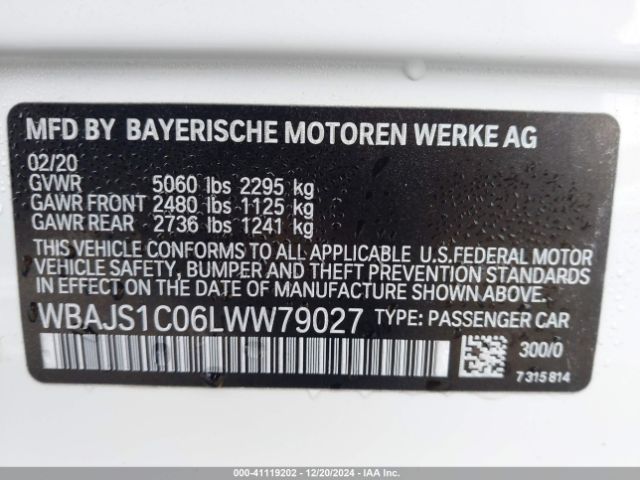 MFD BY BAYERISCHE MOTOREN WERKE AG
02/20
GVWR 5060 lbs 2295 kg
GAWR FRONT 2480 lbs 1125 kg
GAWR REAR 2736 lbs 1241 kg
THIS VEHICLE CONFORMS TO ALL APPLICABLE U.S.FEDERAL MOTOR
VEHICLE SAFETY, BUMPER AND THEFT PREVENTION STANDARDS
IN EFFECT ON THE DATE OF MANUFACTURE SHOWN ABOVE.
WBAJS1C06LWW79027 TYPE: PASSENGER CAR
300/0
7 315 814
000-41119202 - 12/20/2024 - IAA Inc.